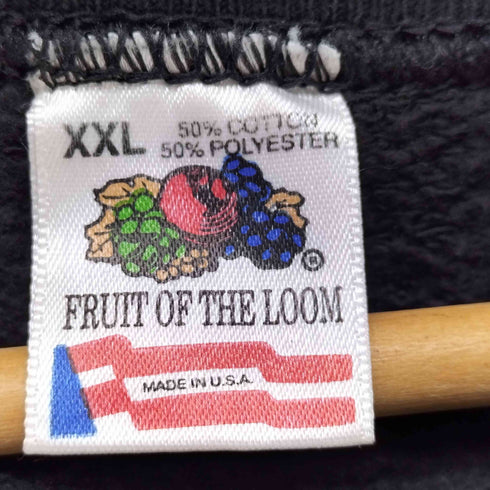 XXL
50% COTTON
50% POLYESTER
®
FRUIT OF THE LOOM
MADE IN U.S.A.